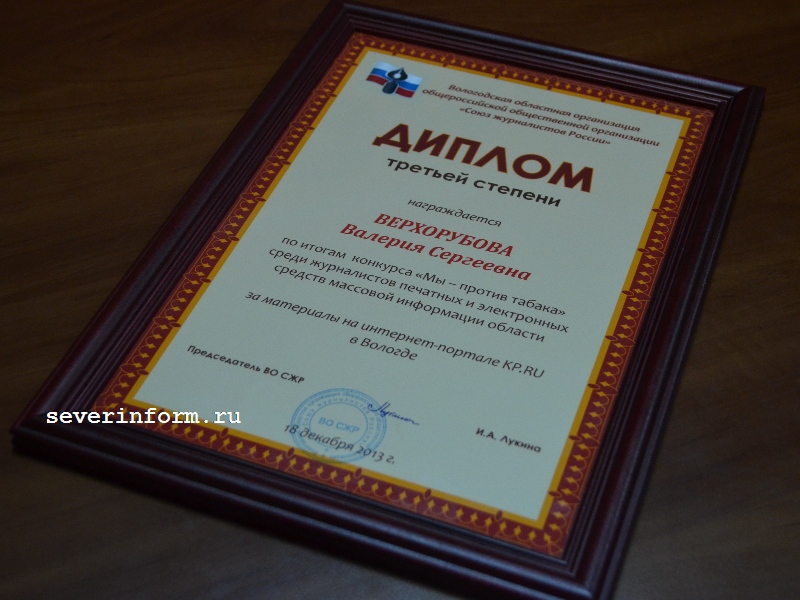 Вологодская областная организация
общероссийской общественной организации
«Союз журналистов России»
ДИПЛОМ
третьей степени
награждается
ВЕРХОРУБОВА
Валерия Сергеевна
по итогам конкурса «Мы – против табака»
среди журналистов печатных и электронных
средств массовой информации области
за материалы на интернет-портале KP.RU
в Вологде
Председатель ВО СЖР
ВО СЖР
И.А. Лукина
18 декабря 2013 г.
severinform.ru